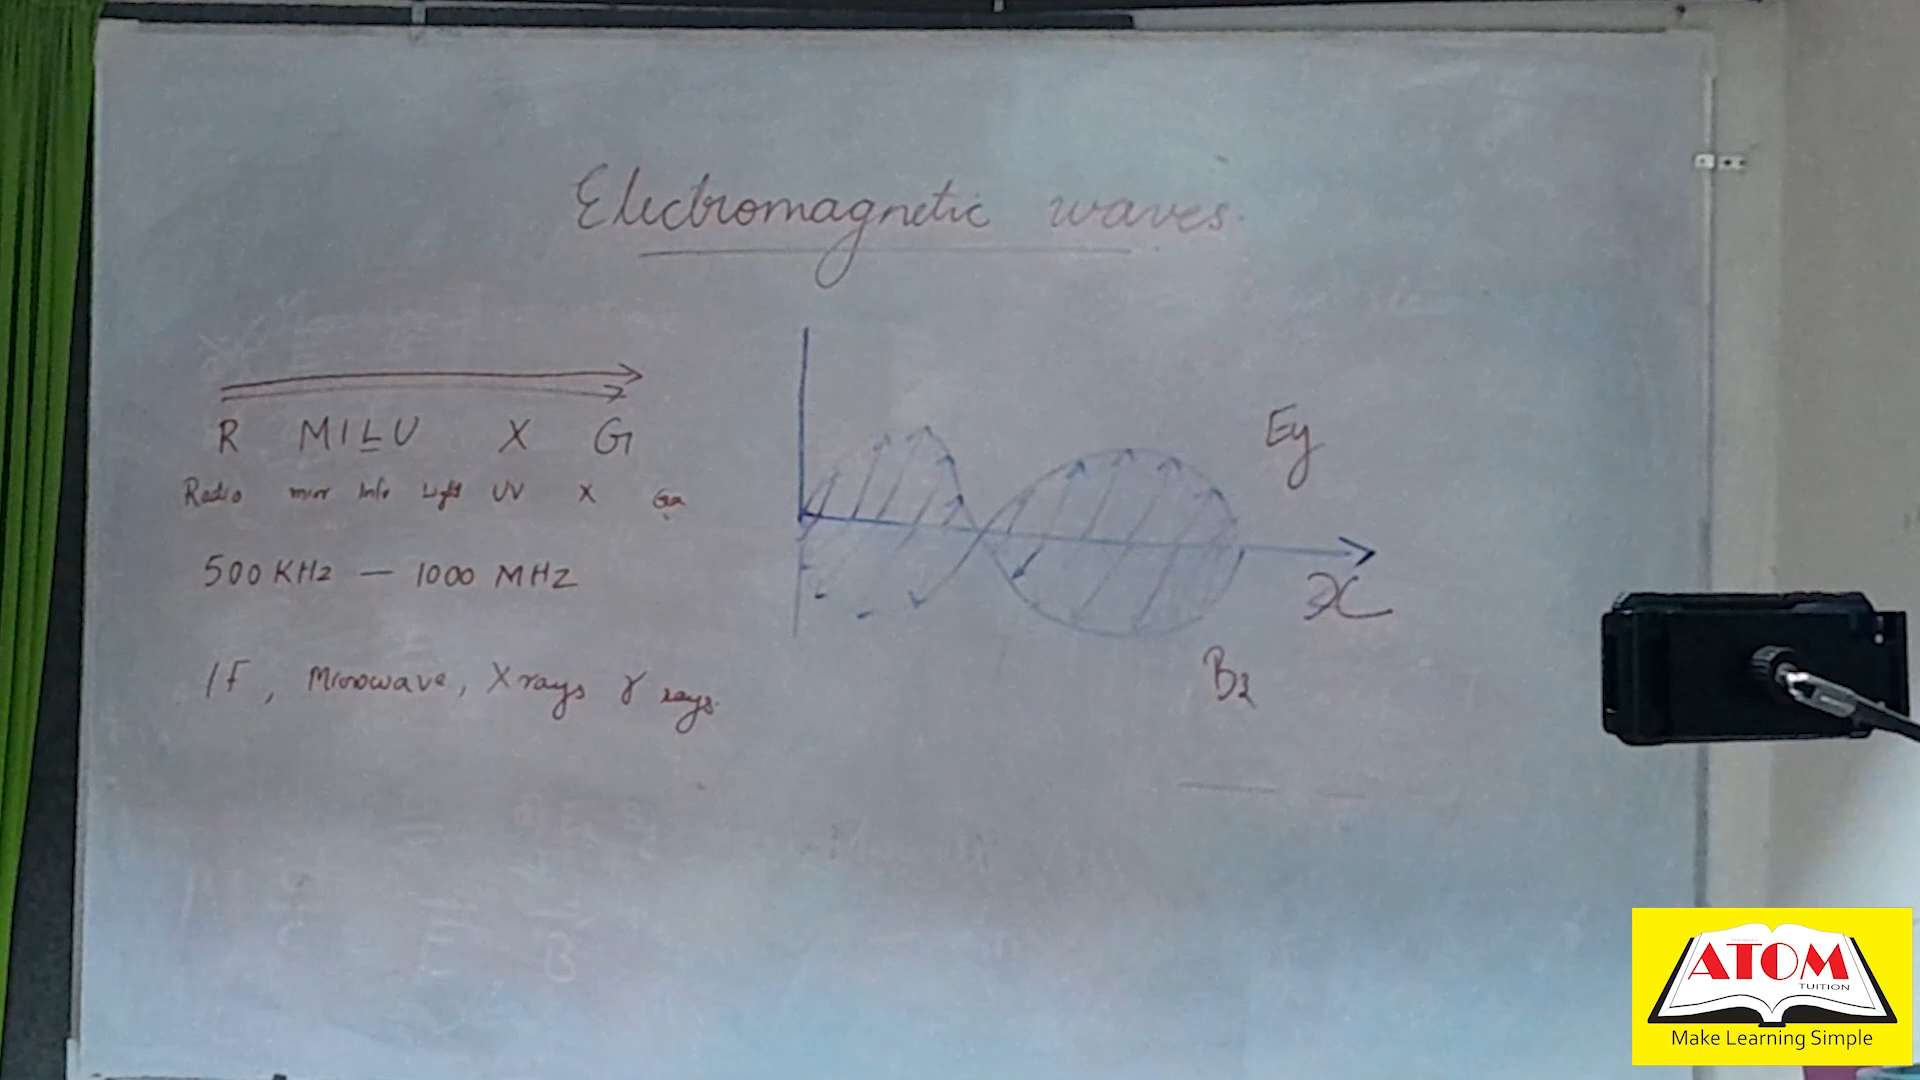 Electromagnetic waves.
R MILU X G
Radio micr Infr Light UV X Ga
500 KHz — 1000 MHz
IF, Microwave, X rays γ rays.
Ey
x
Bz
ATOM
TUITION
Make Learning Simple